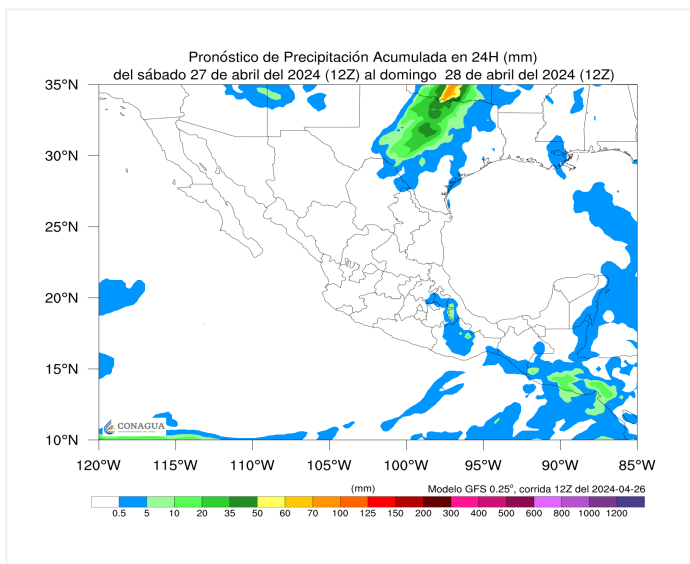 Pronóstico de Precipitación Acumulada en 24H (mm)
del sábado 27 de abril del 2024 (12Z) al domingo 28 de abril del 2024 (12Z)
35°N
30°N
25°N
20°N
15°N
10°N
CONAGUA
120°W 115°W 110°W 105°W 100°W 95°W 90°W 85°W
(mm) Modelo GFS 0.25°, corrida 12Z del 2024-04-26
0.5 5 10 20 35 50 60 70 100 125 150 200 300 400 500 600 800 1000 1200